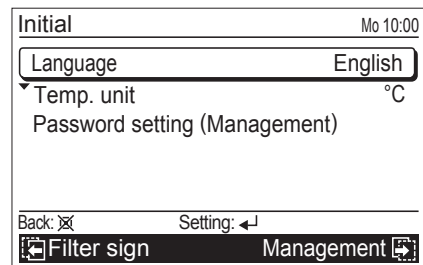 Initial Mo 10:00
Language English
Temp. unit °C
Password setting (Management)
Back: Setting:
Filter sign Management